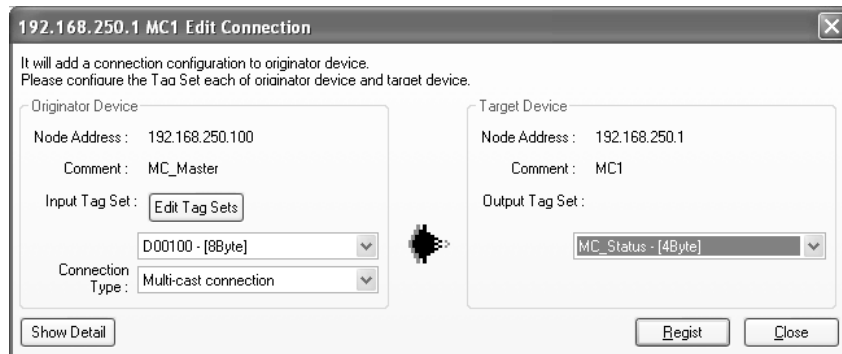 192.168.250.1 MC1 Edit Connection
It will add a connection configuration to originator device.
Please configure the Tag Set each of originator device and target device.
Originator Device
Node Address : 192.168.250.100
Comment : MC_Master
Input Tag Set : Edit Tag Sets
D00100 - [8Byte]
Connection Type : Multi-cast connection
Target Device
Node Address : 192.168.250.1
Comment : MC1
Output Tag Set :
MC_Status - [4Byte]
Show Detail
Regist
Close